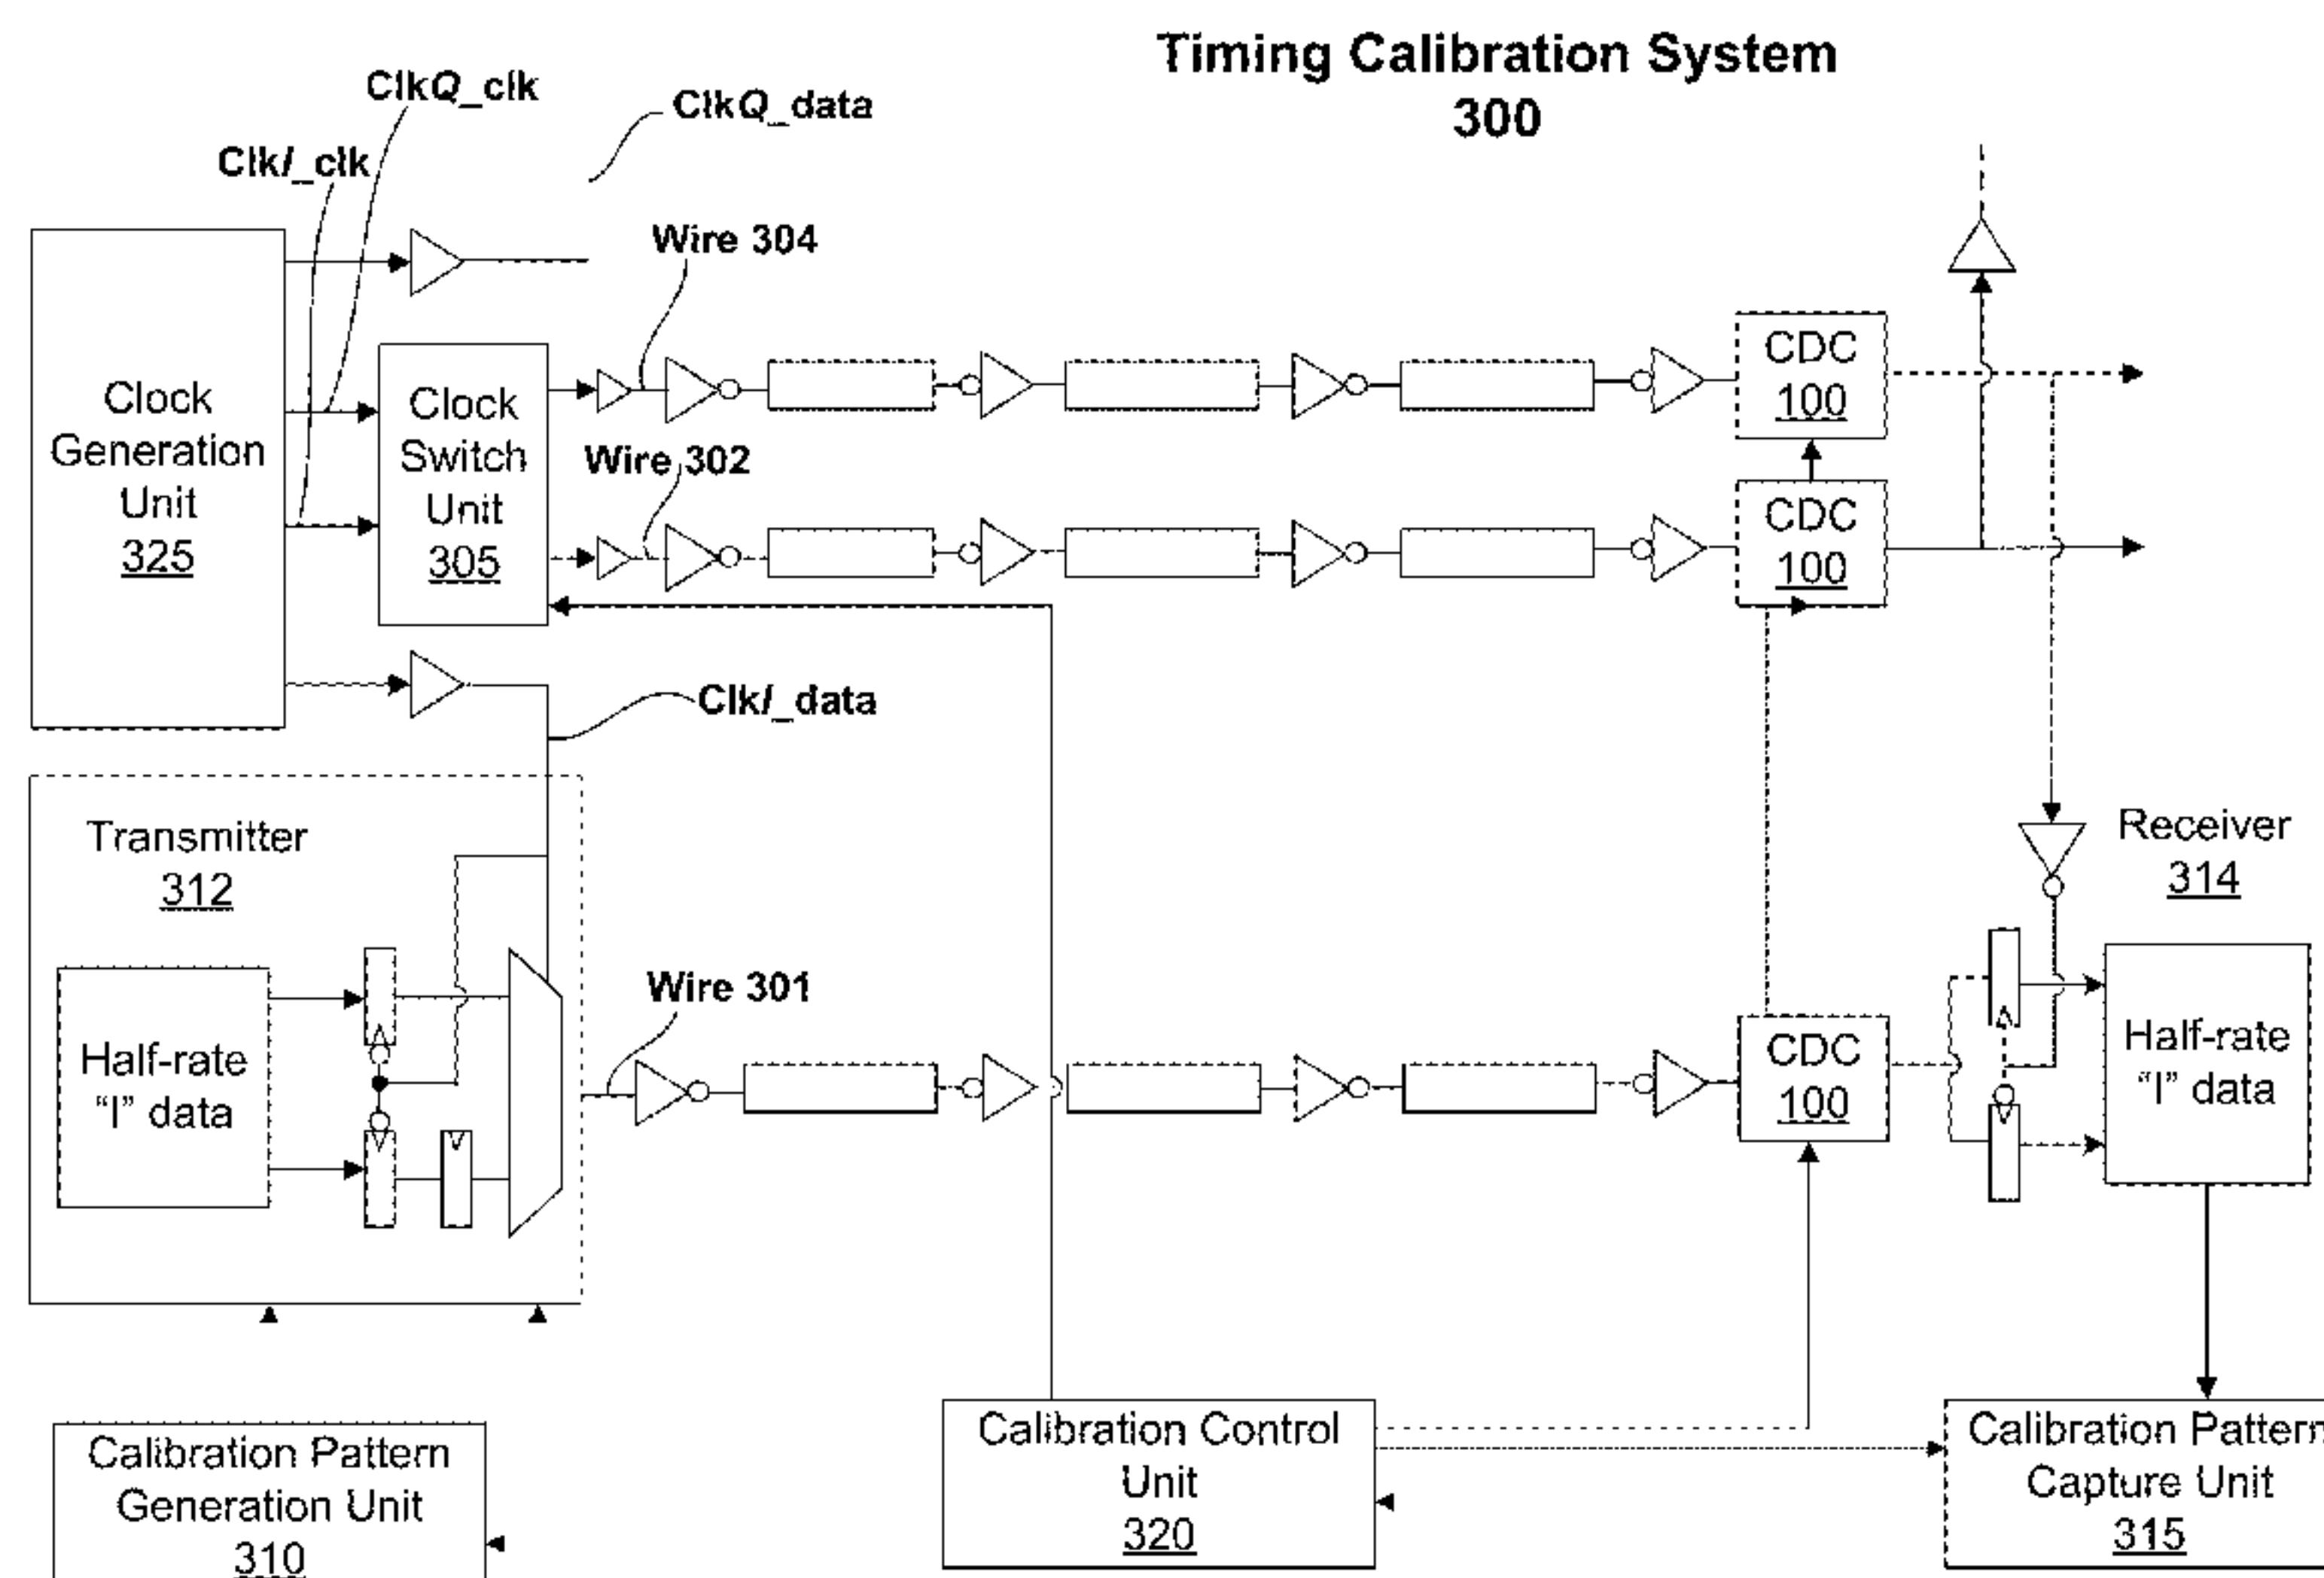 Timing Calibration System
300
ClkQ_clk
ClkQ_data
ClkI_clk
Wire 304
Clock
Generation
Unit
325
Clock
Switch
Unit
305
Wire 302
CDC
100
CDC
100
ClkI_data
Transmitter
312
Receiver
314
Half-rate
"I" data
Wire 301
CDC
100
Half-rate
"I" data
Calibration Pattern
Generation Unit
310
Calibration Control
Unit
320
Calibration Pattern
Capture Unit
315